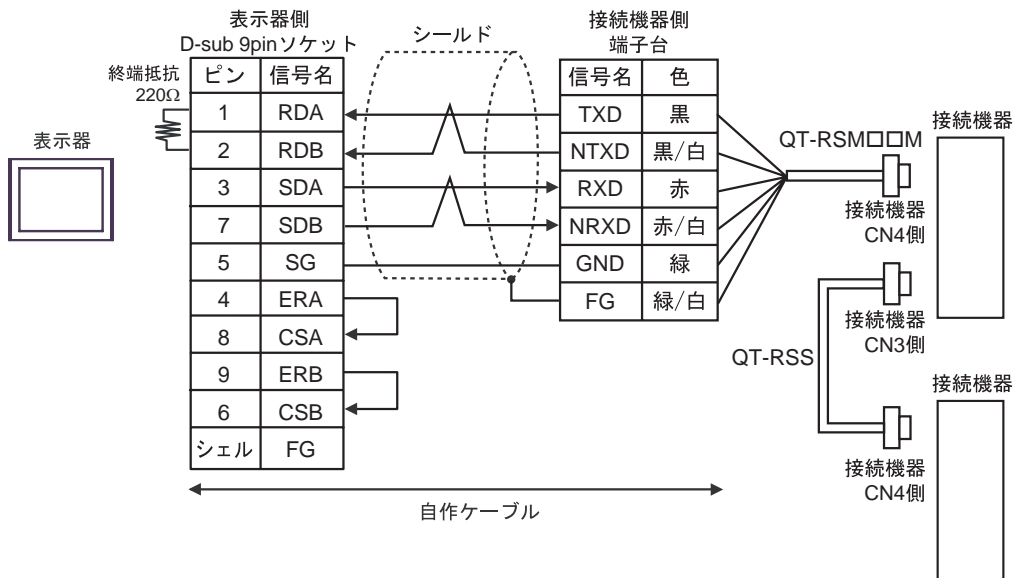 表示器側
D-sub 9pinソケット
シールド
接続機器側
端子台
終端抵抗
220Ω
表示器
ピン 信号名
1 RDA
2 RDB
3 SDA
7 SDB
5 SG
4 ERA
8 CSA
9 ERB
6 CSB
シェル FG
信号名 色
TXD 黒
NTXD 黒/白
RXD 赤
NRXD 赤/白
GND 緑
FG 緑/白
QT-RSM□□M
接続機器
接続機器
CN4側
接続機器
CN3側
QT-RSS
接続機器
接続機器
CN4側
自作ケーブル